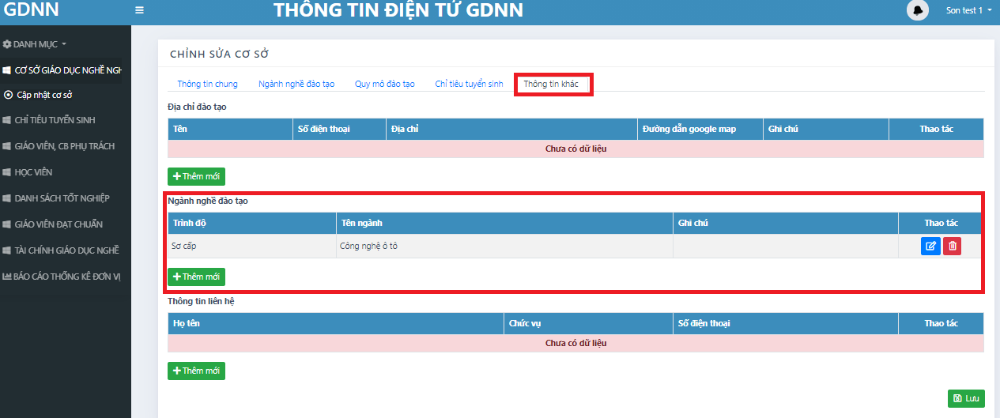 GDNN
THÔNG TIN ĐIỆN TỬ GDNN
Son test 1
DANH MỤC
CƠ SỞ GIÁO DỤC NGHỀ NGH
Cập nhật cơ sở
CHỈ TIÊU TUYỂN SINH
GIÁO VIÊN, CB PHỤ TRÁCH
HỌC VIÊN
DANH SÁCH TỐT NGHIỆP
GIÁO VIÊN ĐẠT CHUẨN
TÀI CHÍNH GIÁO DỤC NGHỀ
BÁO CÁO THỐNG KÊ ĐƠN VỊ
CHỈNH SỬA CƠ SỞ
Thông tin chung Ngành nghề đào tạo Quy mô đào tạo Chỉ tiêu tuyển sinh Thông tin khác
Địa chỉ đào tạo
Tên Số điện thoại Địa chỉ Đường dẫn google map Ghi chú Thao tác
Chưa có dữ liệu
Thêm mới
Ngành nghề đào tạo
Trình độ Tên ngành Ghi chú Thao tác
Sơ cấp Công nghệ ô tô
Thêm mới
Thông tin liên hệ
Họ tên Chức vụ Số điện thoại Thao tác
Chưa có dữ liệu
Thêm mới
Lưu